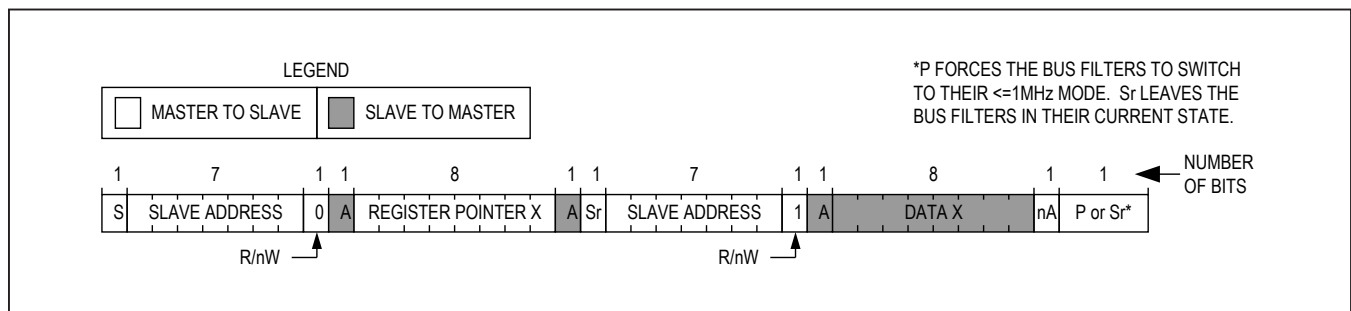 LEGEND
MASTER TO SLAVE SLAVE TO MASTER
*P FORCES THE BUS FILTERS TO SWITCH
TO THEIR <=1MHz MODE. Sr LEAVES THE
BUS FILTERS IN THEIR CURRENT STATE.
1 7 1 1 8 1 1 7 1 1 8 1 1 NUMBER
OF BITS
S SLAVE ADDRESS 0 A REGISTER POINTER X A Sr SLAVE ADDRESS 1 A DATA X nA P or Sr*
R/nW R/nW